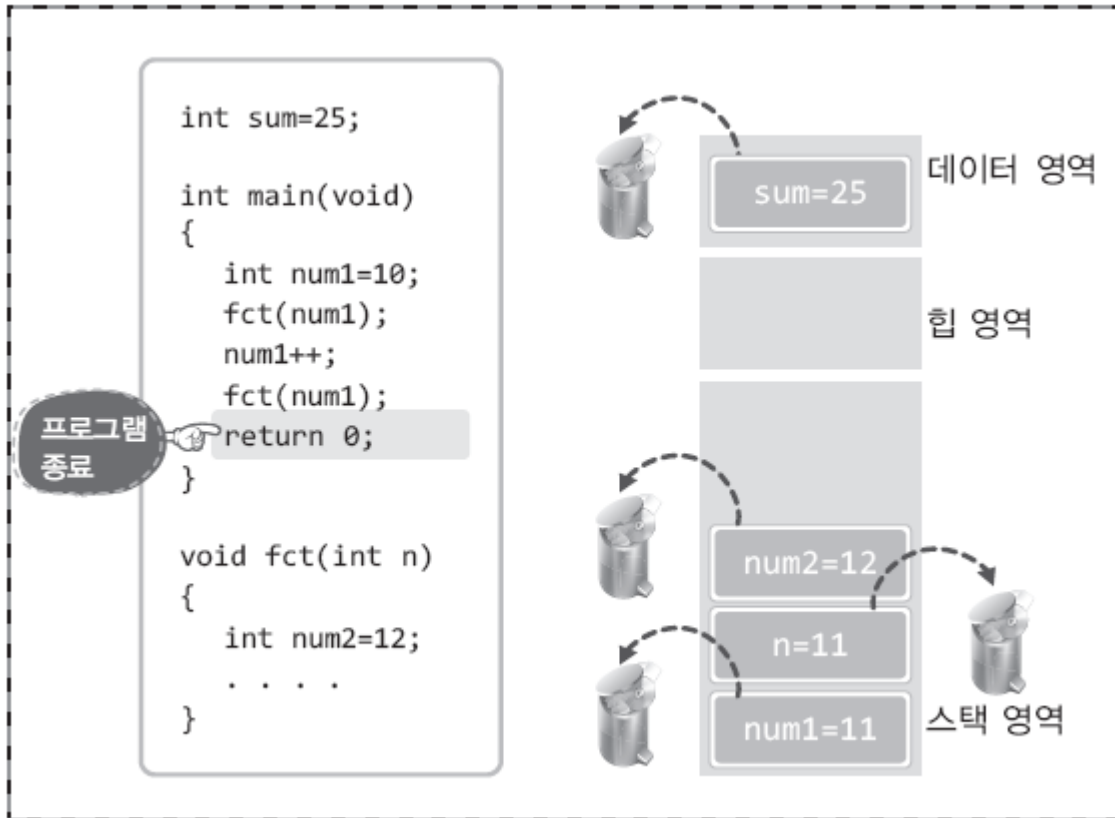 int sum=25;
int main(void)
{
int num1=10;
fct(num1);
num1++;
fct(num1);
return 0;
}
void fct(int n)
{
int num2=12;
. . . .
}
프로그램
종료
sum=25
데이터 영역
힙 영역
num2=12
n=11
num1=11
스택 영역